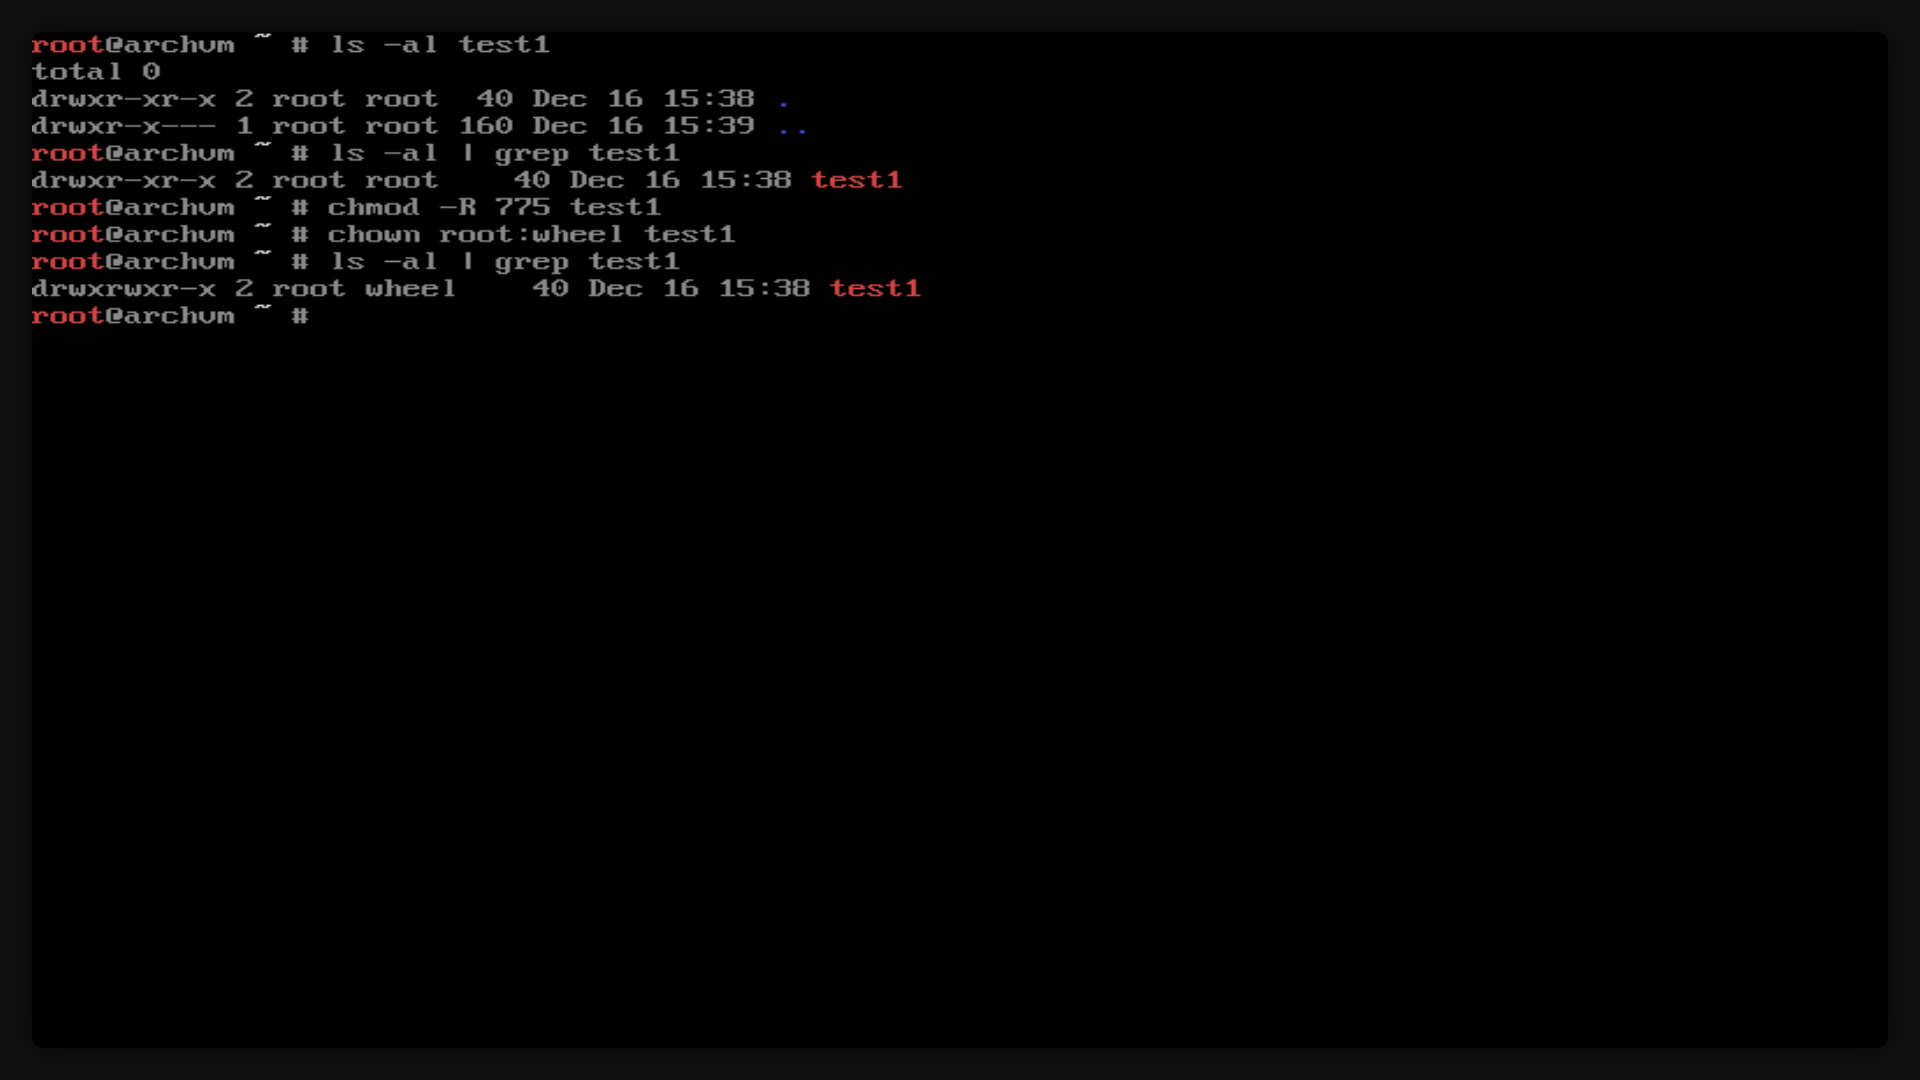 root@archvm ~ # ls -al test1
total 0
drwxr-xr-x 2 root root  40 Dec 16 15:38 .
drwxr-x--- 1 root root 160 Dec 16 15:39 ..
root@archvm ~ # ls -al | grep test1
drwxr-xr-x 2 root root    40 Dec 16 15:38 test1
root@archvm ~ # chmod -R 775 test1
root@archvm ~ # chown root:wheel test1
root@archvm ~ # ls -al | grep test1
drwxrwxr-x 2 root wheel    40 Dec 16 15:38 test1
root@archvm ~ #